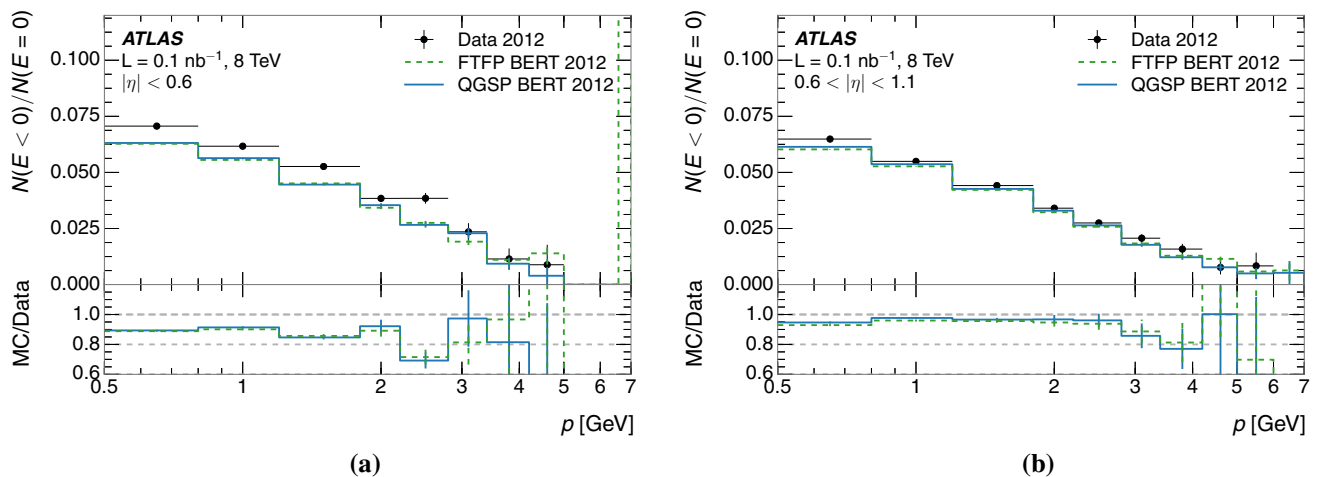 N(E < 0)/N(E = 0)
0.100
0.075
0.050
0.025
0.000
ATLAS
L = 0.1 nb⁻¹, 8 TeV
|η| < 0.6
Data 2012
FTFP BERT 2012
QGSP BERT 2012
MC/Data
1.0
0.8
0.6
0.5 1 2 3 4 5 6 7
p [GeV]
(a)
N(E < 0)/N(E = 0)
0.100
0.075
0.050
0.025
0.000
ATLAS
L = 0.1 nb⁻¹, 8 TeV
0.6 < |η| < 1.1
Data 2012
FTFP BERT 2012
QGSP BERT 2012
MC/Data
1.0
0.8
0.6
0.5 1 2 3 4 5 6 7
p [GeV]
(b)